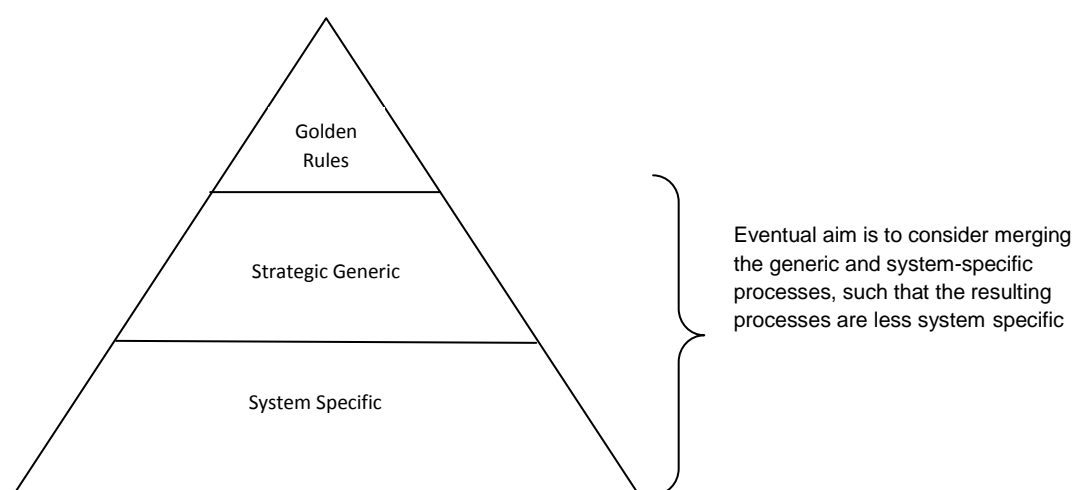 Golden
Rules
Strategic Generic
System Specific
Eventual aim is to consider merging
the generic and system-specific
processes, such that the resulting
processes are less system specific